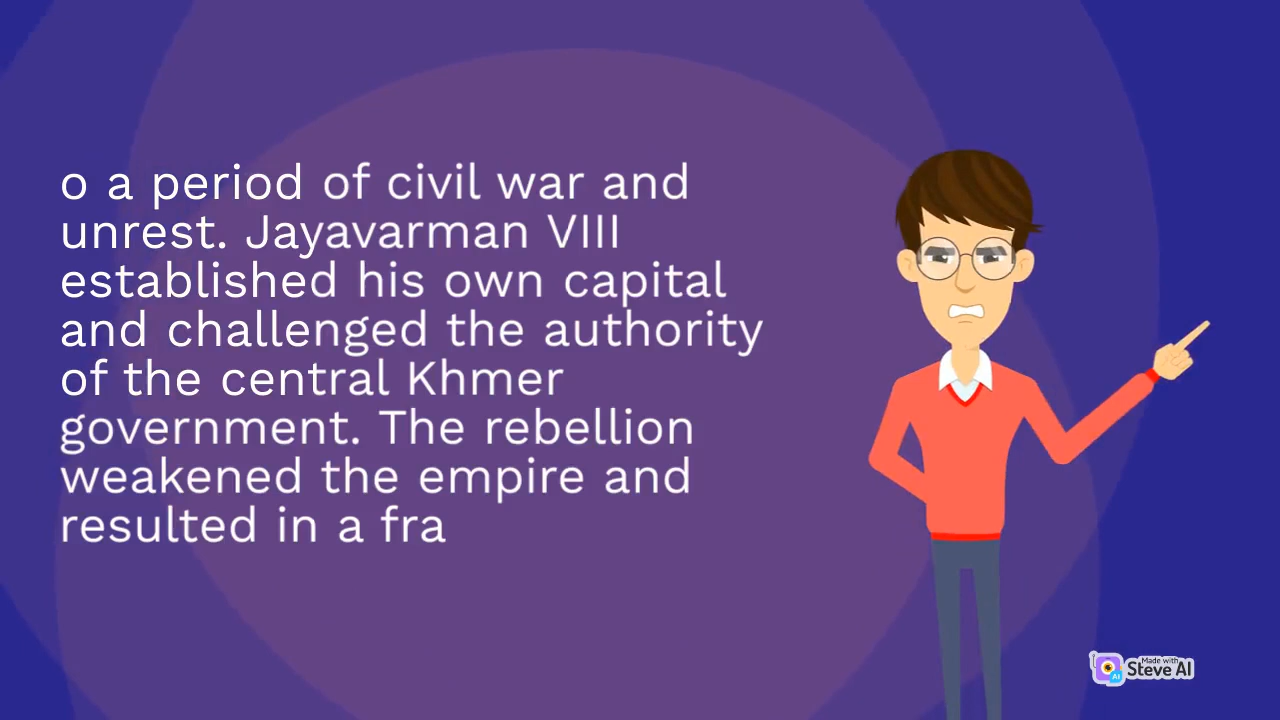 o a period of civil war and
unrest. Jayavarman VIII
established his own capital
and challenged the authority
of the central Khmer
government. The rebellion
weakened the empire and
resulted in a fra
Made with
Steve AI
AI